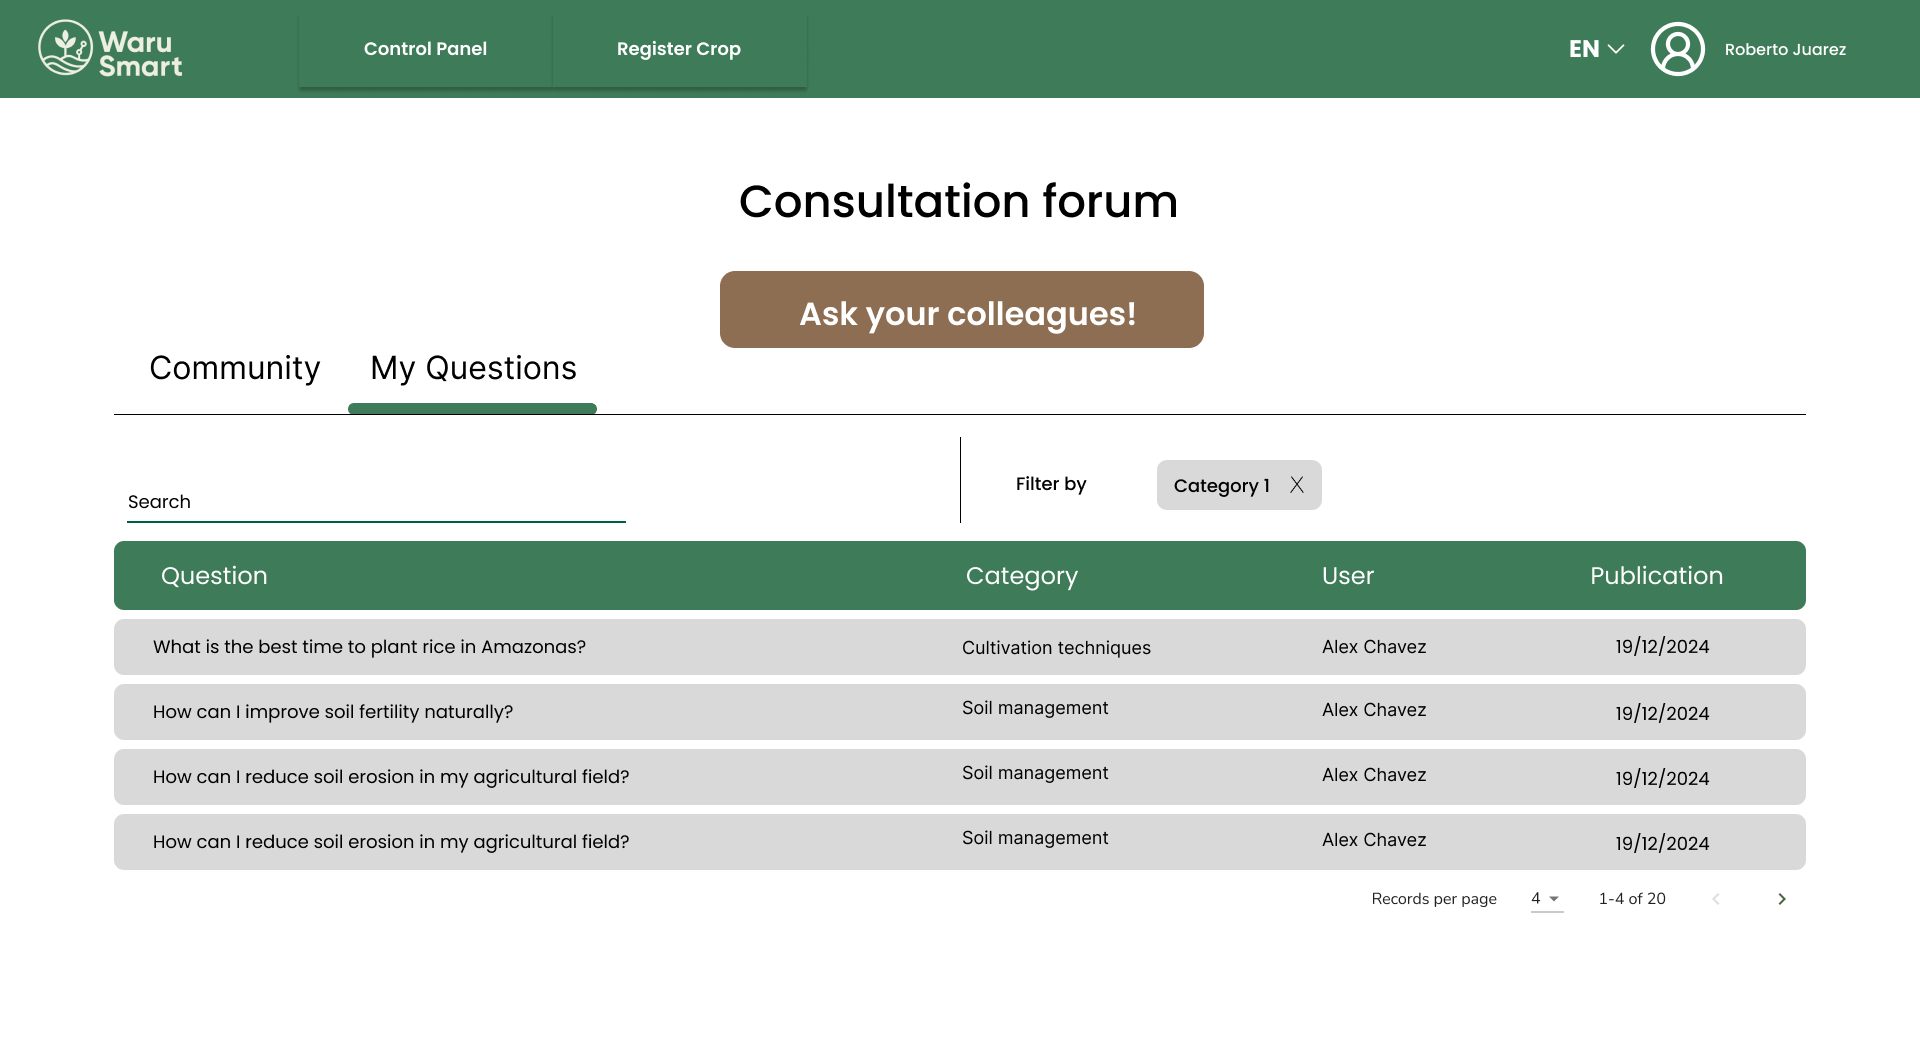 Waru
Smart
Control Panel
Register Crop
EN
Roberto Juarez
Consultation forum
Ask your colleagues!
Community
My Questions
Search
Filter by
Category 1 X
Question Category User Publication
What is the best time to plant rice in Amazonas? Cultivation techniques Alex Chavez 19/12/2024
How can I improve soil fertility naturally? Soil management Alex Chavez 19/12/2024
How can I reduce soil erosion in my agricultural field? Soil management Alex Chavez 19/12/2024
How can I reduce soil erosion in my agricultural field? Soil management Alex Chavez 19/12/2024
Records per page 4 1-4 of 20